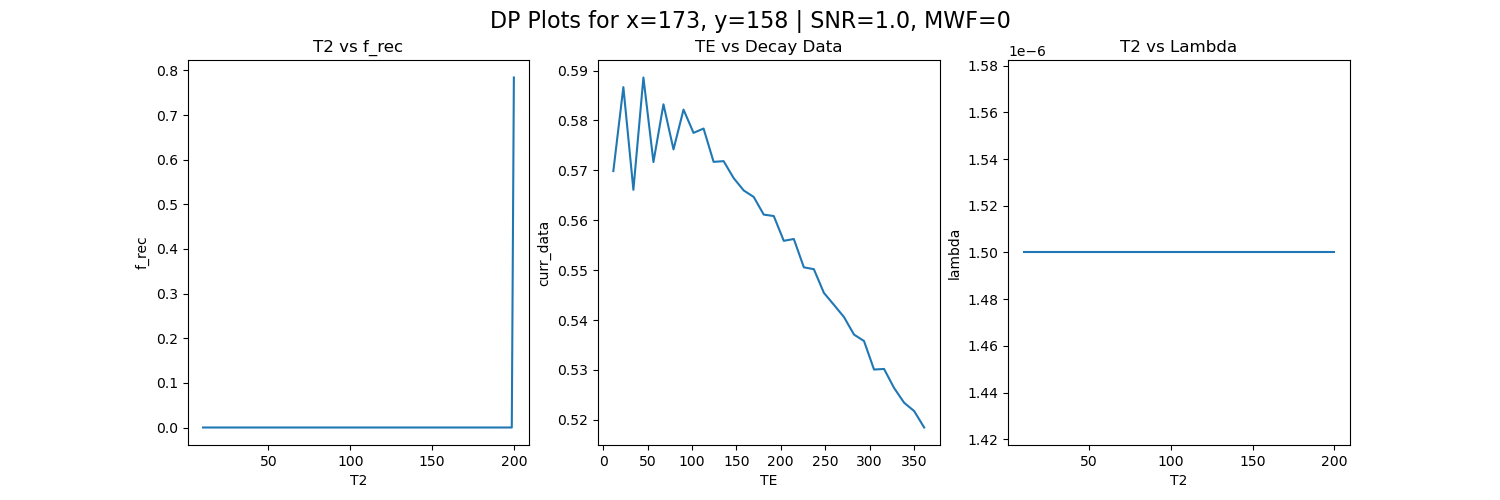 DP Plots for x=173, y=158 | SNR=1.0, MWF=0
T2 vs f_rec
0.8
0.7
0.6
0.5
0.4
0.3
0.2
0.1
0.0
f_rec
50 100 150 200
T2
TE vs Decay Data
0.59
0.58
0.57
0.56
0.55
0.54
0.53
0.52
curr_data
0 50 100 150 200 250 300 350
TE
T2 vs Lambda
1e−6
1.58
1.56
1.54
1.52
1.50
1.48
1.46
1.44
1.42
lambda
50 100 150 200
T2